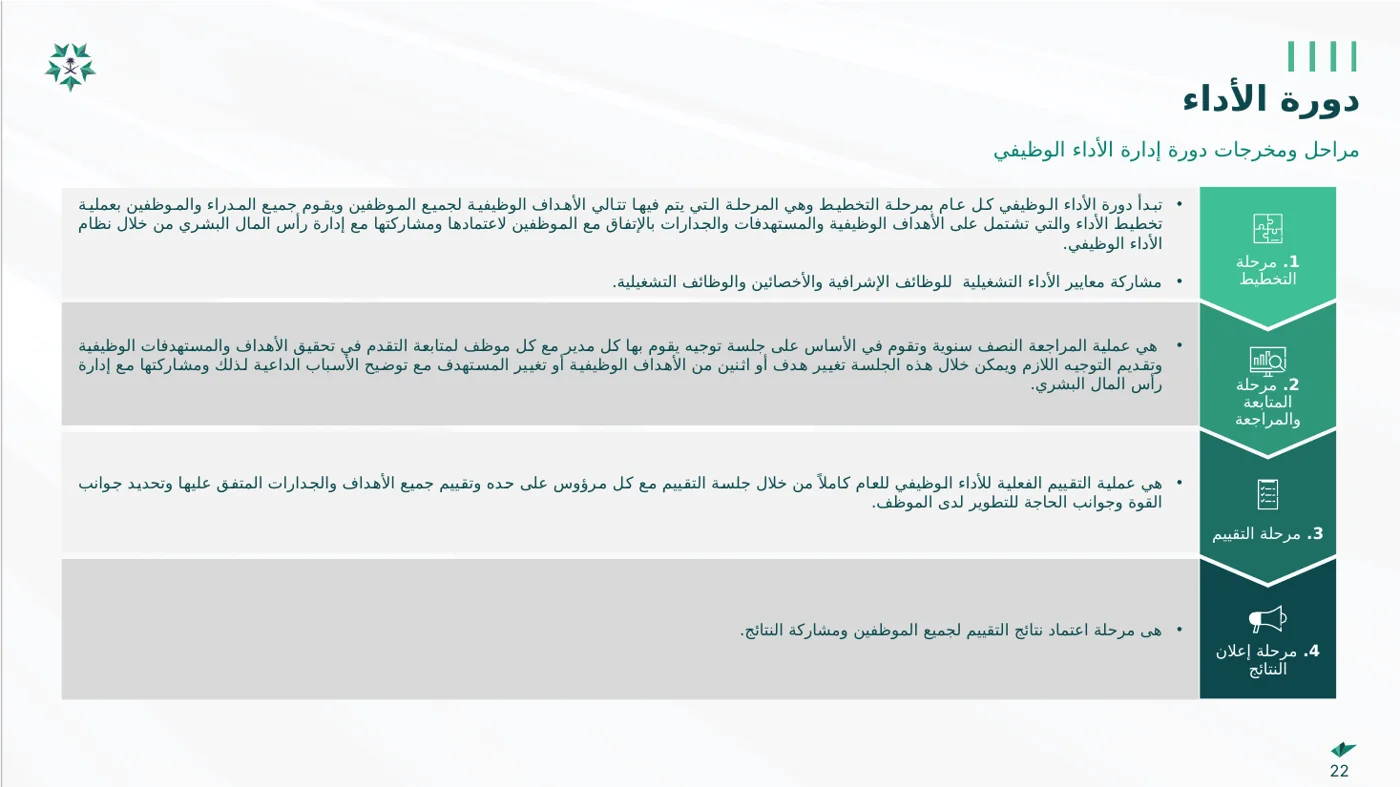 دورة الأداء
مراحل ومخرجات دورة إدارة الأداء الوظيفي
1. مرحلة
التخطيط
• تبدأ دورة الأداء الوظيفي كل عام بمرحلة التخطيط وهي المرحلة التي يتم فيها تتالي الأهداف الوظيفية لجميع الموظفين ويقوم جميع المدراء والموظفين بعملية
تخطيط الأداء والتي تشتمل على الأهداف الوظيفية والمستهدفات والجدارات بالإتفاق مع الموظفين لاعتمادها ومشاركتها مع إدارة رأس المال البشري من خلال نظام
الأداء الوظيفي.
• مشاركة معايير الأداء التشغيلية للوظائف الإشرافية والأخصائين والوظائف التشغيلية.
2. مرحلة
المتابعة
والمراجعة
• هي عملية المراجعة النصف سنوية وتقوم في الأساس على جلسة توجيه يقوم بها كل مدير مع كل موظف لمتابعة التقدم في تحقيق الأهداف والمستهدفات الوظيفية
وتقديم التوجيه اللازم ويمكن خلال هذه الجلسة تغيير هدف أو اثنين من الأهداف الوظيفية أو تغيير المستهدف مع توضيح الأسباب الداعية لذلك ومشاركتها مع إدارة
رأس المال البشري.
3. مرحلة التقييم
• هي عملية التقييم الفعلية للأداء الوظيفي للعام كاملاً من خلال جلسة التقييم مع كل مرؤوس على حده وتقييم جميع الأهداف والجدارات المتفق عليها وتحديد جوانب
القوة وجوانب الحاجة للتطوير لدى الموظف.
4. مرحلة إعلان
النتائج
• هى مرحلة اعتماد نتائج التقييم لجميع الموظفين ومشاركة النتائج.
22